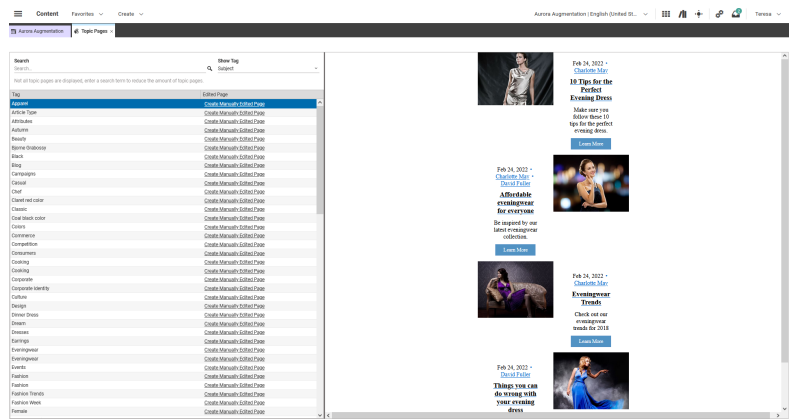 Content
Favorites
Create
Aurora Augmentation | English (United St...
Teresa
Aurora Augmentation
Topic Pages ×
Search
Search...
Show Tag
Subject
Not all topic pages are displayed, enter a search term to reduce the amount of topic pages.
Tag
Edited Page
Apparel Create Manually Edited Page
Article Type Create Manually Edited Page
Attributes Create Manually Edited Page
Autumn Create Manually Edited Page
Beauty Create Manually Edited Page
Bjorne Grabossy Create Manually Edited Page
Black Create Manually Edited Page
Blog Create Manually Edited Page
Campaigns Create Manually Edited Page
Casual Create Manually Edited Page
Chef Create Manually Edited Page
Claret red color Create Manually Edited Page
Classic Create Manually Edited Page
Coal black color Create Manually Edited Page
Colors Create Manually Edited Page
Commerce Create Manually Edited Page
Competition Create Manually Edited Page
Consumers Create Manually Edited Page
Cooking Create Manually Edited Page
Cooking Create Manually Edited Page
Corporate Create Manually Edited Page
Corporate Identity Create Manually Edited Page
Culture Create Manually Edited Page
Design Create Manually Edited Page
Dinner Dress Create Manually Edited Page
Dream Create Manually Edited Page
Dresses Create Manually Edited Page
Earrings Create Manually Edited Page
Eveningwear Create Manually Edited Page
Eveningwear Create Manually Edited Page
Events Create Manually Edited Page
Fashion Create Manually Edited Page
Fashion Create Manually Edited Page
Fashion Trends Create Manually Edited Page
Fashion Week Create Manually Edited Page
Female Create Manually Edited Page
Feb 24, 2022 •
Charlotte May
10 Tips for the
Perfect
Evening Dress
Make sure you
follow these 10
tips for the perfect
evening dress.
Learn More
Feb 24, 2022 •
Charlotte May •
David Fuller
Affordable
eveningwear
for everyone
Be inspired by our
latest eveningwear
collection.
Learn More
Feb 24, 2022 •
Charlotte May
Eveningwear
Trends
Check out our
eveningwear
trends for 2018
Learn More
Feb 24, 2022 •
David Fuller
Things you can
do wrong with
your evening
dress